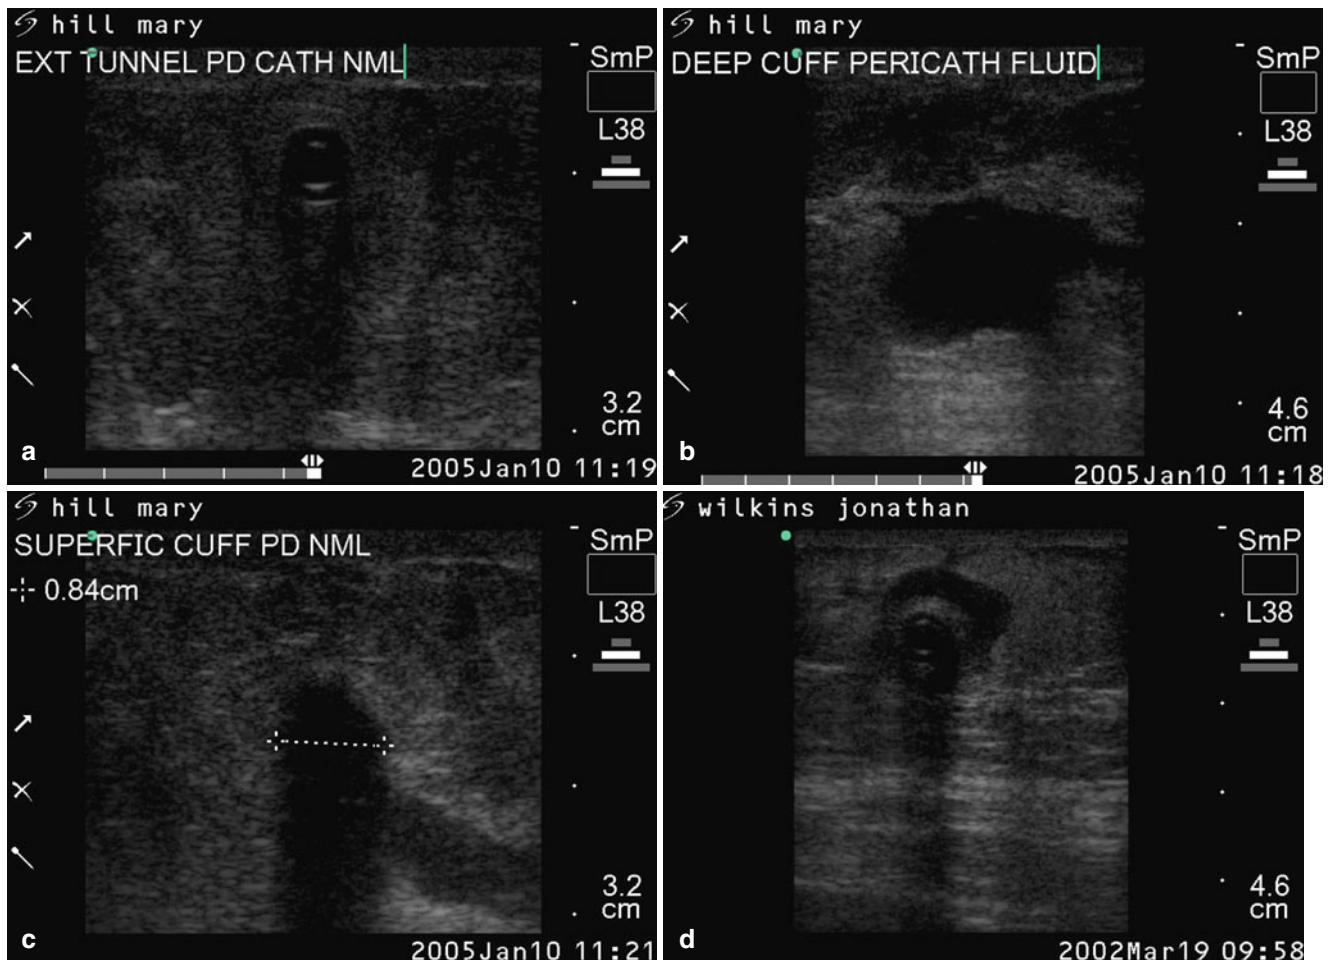 hill mary
EXT TUNNEL PD CATH NML
SmP
L38
3.2
cm
a
2005Jan10 11:19
hill mary
DEEP CUFF PERICATH FLUID
SmP
L38
4.6
cm
b
2005Jan10 11:18
hill mary
SUPERFIC CUFF PD NML
0.84cm
SmP
L38
3.2
cm
c
2005Jan10 11:21
wilkins jonathan
SmP
L38
4.6
cm
d
2002Mar19 09:58